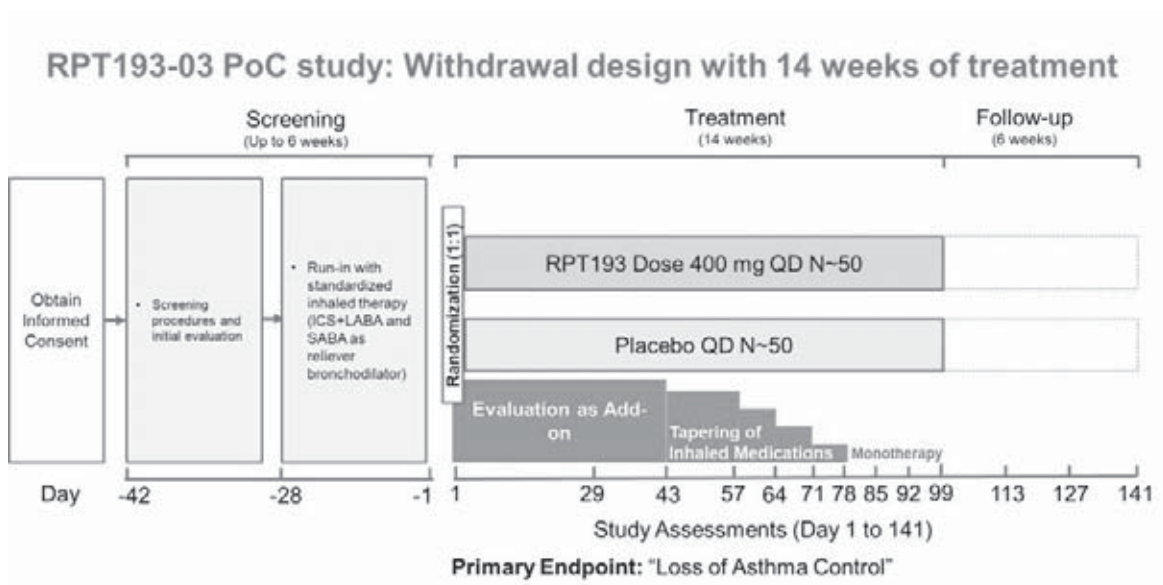 RPT193-03 PoC study: Withdrawal design with 14 weeks of treatment
Screening
(Up to 6 weeks)
Treatment
(14 weeks)
Follow-up
(6 weeks)
Obtain
Informed
Consent
• Screening
procedures and
initial evaluation
• Run-in with
standardized
inhaled therapy
(ICS+LABA and
SABA as
reliever
bronchodilator)
Randomization (1:1)
RPT193 Dose 400 mg QD N~50
Placebo QD N~50
Evaluation as Add-
on
Tapering of
Inhaled Medications
Monotherapy
Day -42 -28 -1 1 29 43 57 64 71 78 85 92 99 113 127 141
Study Assessments (Day 1 to 141)
Primary Endpoint: “Loss of Asthma Control”